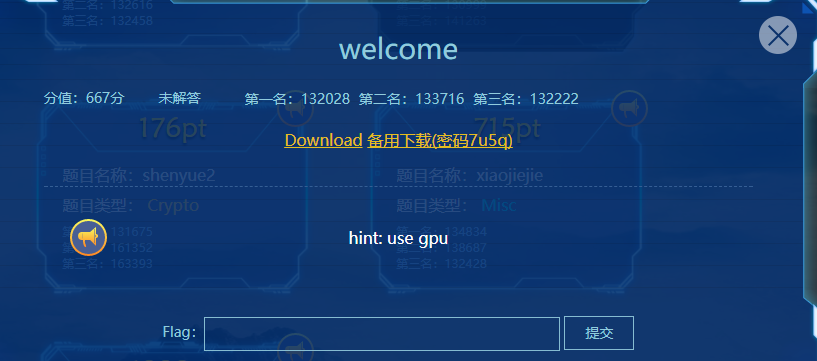 第二名：132616
第三名：132458
welcome
分值：667分 未解答 第一名：132028 第二名：133716 第三名：132222
176pt 715pt
Download 备用下载(密码7u5q)
题目名称：shenyue2 题目名称：xiaojiejie
题目类型： Crypto 题目类型： Misc
第一名：131675 第一名：134834
hint: use gpu
第二名：161352 第二名：138687
第三名：163393 第三名：132428
Flag： 提交